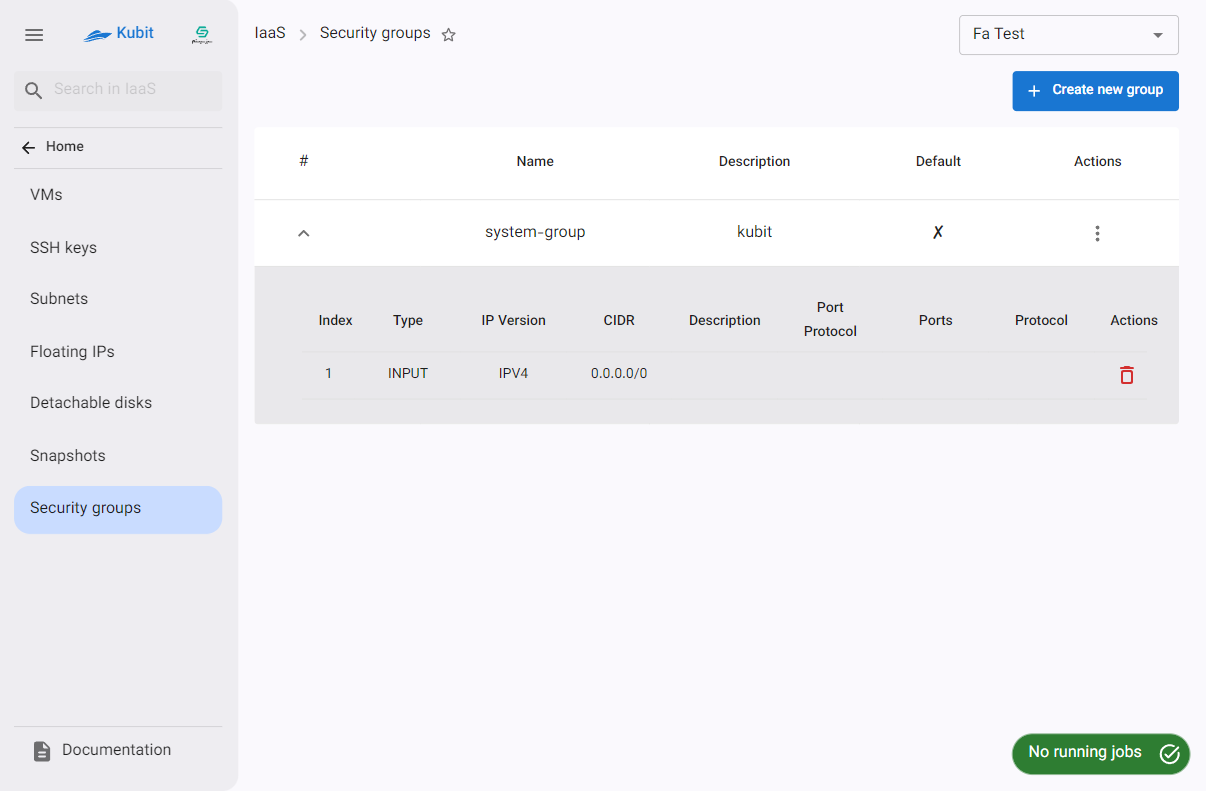 Kubit
IaaS
Security groups
Fa Test
Search in IaaS
Create new group
Home
VMs
SSH keys
Subnets
Floating IPs
Detachable disks
Snapshots
Security groups
Documentation
# Name Description Default Actions
system-group kubit ✗
Index Type IP Version CIDR Description Port Protocol Ports Protocol Actions
1 INPUT IPV4 0.0.0.0/0
No running jobs